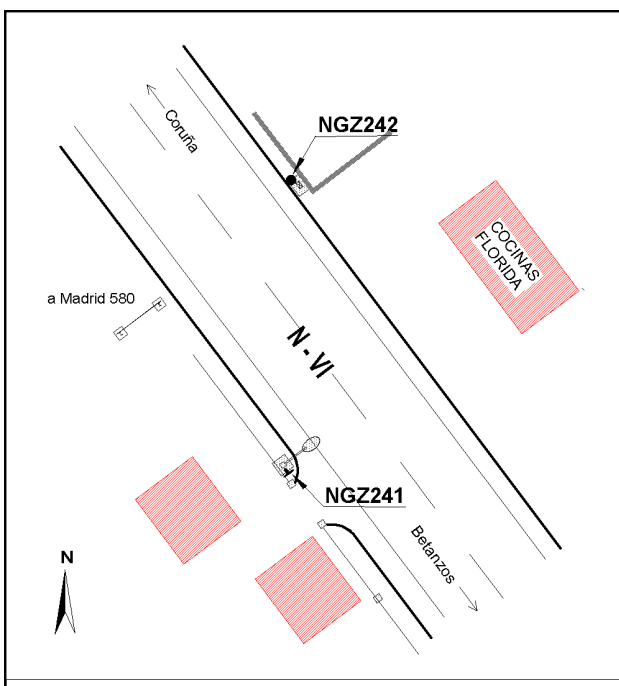 Coruña
NGZ242
COCINAS
FLORIDA
a Madrid 580
N - VI
NGZ241
Betanzos
N